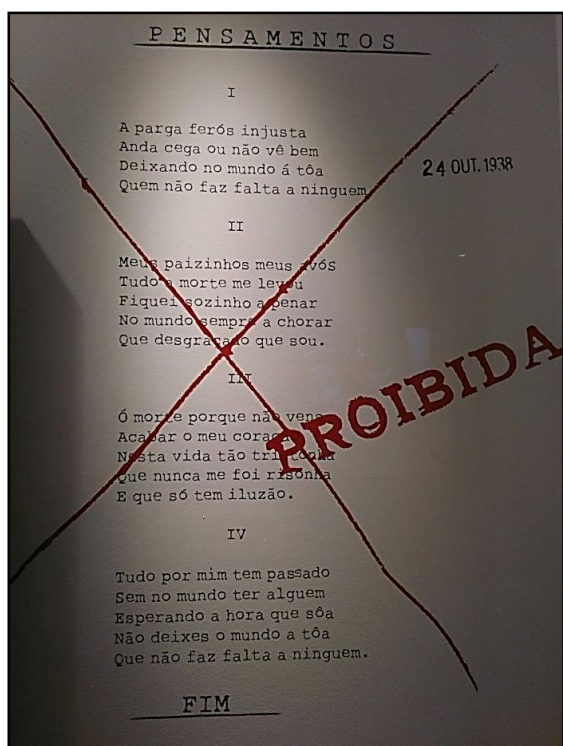 PENSAMENTOS
I
A parga ferós injusta
Anda cega ou não vê bem
Deixando no mundo á tôa
Quem não faz falta a ninguem
24 OUT. 1938
II
Meus paizinhos meus avós
Tudo a morte me levou
Fiquei sozinho a penar
No mundo sempre a chorar
Que desgraçado que sou.
III
Ó morte porque não vens
Acabar o meu coração
Nesta vida tão tristonha
Que nunca me foi risonha
E que só tem iluzão.
PROIBIDA
IV
Tudo por mim tem passado
Sem no mundo ter alguem
Esperando a hora que sôa
Não deixes o mundo a tôa
Que não faz falta a ninguem.
FIM